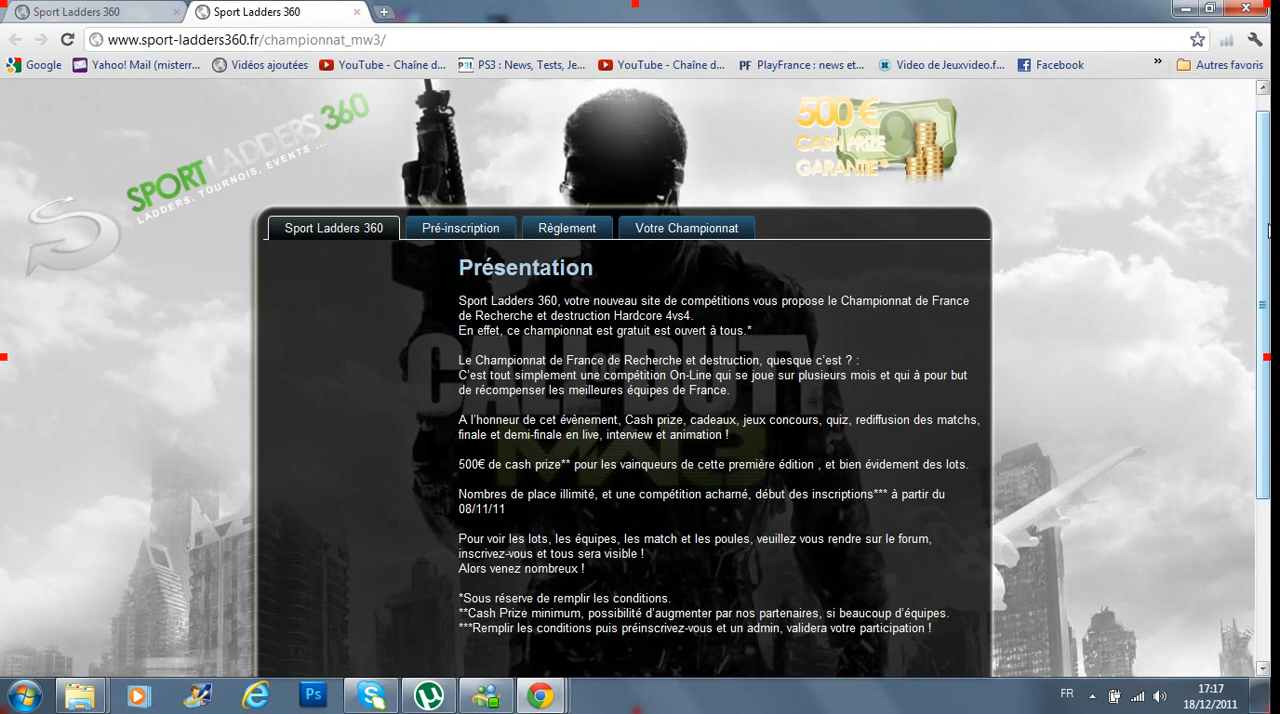 Sport Ladders 360
Sport Ladders 360
www.sport-ladders360.fr/championnat_mw3/
Google
Yahoo! Mail (misterr...
Vidéos ajoutées
YouTube - Chaîne d...
PS3 : News, Tests, Je...
YouTube - Chaîne d...
PlayFrance : news et...
Video de Jeuxvideo.f...
Facebook
»
Autres favoris
SPORT LADDERS 360
LADDERS, TOURNOIS, EVENTS ...
500 €
CASH PRIZE
GARANTIE*
Sport Ladders 360
Pré-inscription
Règlement
Votre Championnat
Présentation
Sport Ladders 360, votre nouveau site de compétitions vous propose le Championnat de France
de Recherche et destruction Hardcore 4vs4.
En effet, ce championnat est gratuit est ouvert à tous.*
Le Championnat de France de Recherche et destruction, quesque c'est ? :
C'est tout simplement une compétition On-Line qui se joue sur plusieurs mois et qui à pour but
de récompenser les meilleures équipes de France.
CALL OF DUTY
A l'honneur de cet évènement, Cash prize, cadeaux, jeux concours, quiz, rediffusion des matchs,
finale et demi-finale en live, interview et animation !
MW3
500€ de cash prize** pour les vainqueurs de cette première édition , et bien évidement des lots.
Nombres de place illimité, et une compétition acharné, début des inscriptions*** à partir du
08/11/11
Pour voir les lots, les équipes, les match et les poules, veuillez vous rendre sur le forum,
inscrivez-vous et tous sera visible !
Alors venez nombreux !
*Sous réserve de remplir les conditions.
**Cash Prize minimum, possibilité d'augmenter par nos partenaires, si beaucoup d'équipes.
***Remplir les conditions puis préinscrivez-vous et un admin, validera votre participation !
Ps
FR
17:17
18/12/2011